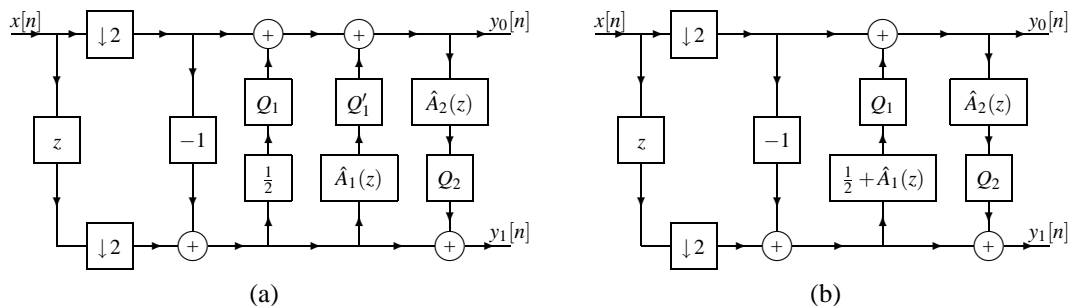 x[n] ↓2 + + y₀[n] x[n] ↓2 + y₀[n]
Q₁ Q′₁ Â₂(z) Q₁ Â₂(z)
z −1 z −1
½ Â₁(z) Q₂ ½ + Â₁(z) Q₂
↓2 + + y₁[n] ↓2 + + y₁[n]
(a) (b)